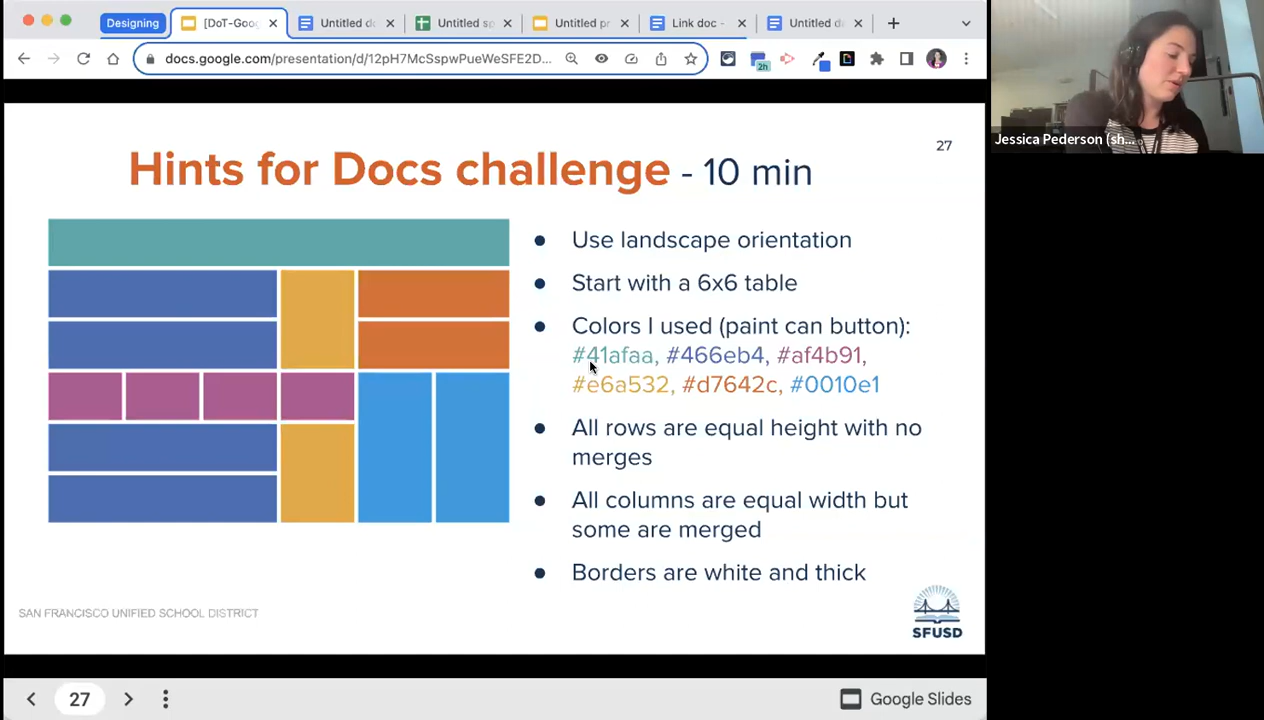 Designing
[DoT-Goo
Untitled d
Untitled sp
Untitled pr
Link doc -
Untitled d
docs.google.com/presentation/d/12pH7McSspwPueWeSFE2D...
2h
Jessica Pederson (sh...
27
Hints for Docs challenge - 10 min
● Use landscape orientation
● Start with a 6x6 table
● Colors I used (paint can button):
#41afaa, #466eb4, #af4b91,
#e6a532, #d7642c, #0010e1
● All rows are equal height with no
merges
● All columns are equal width but
some are merged
● Borders are white and thick
SAN FRANCISCO UNIFIED SCHOOL DISTRICT
SFUSD
27
Google Slides